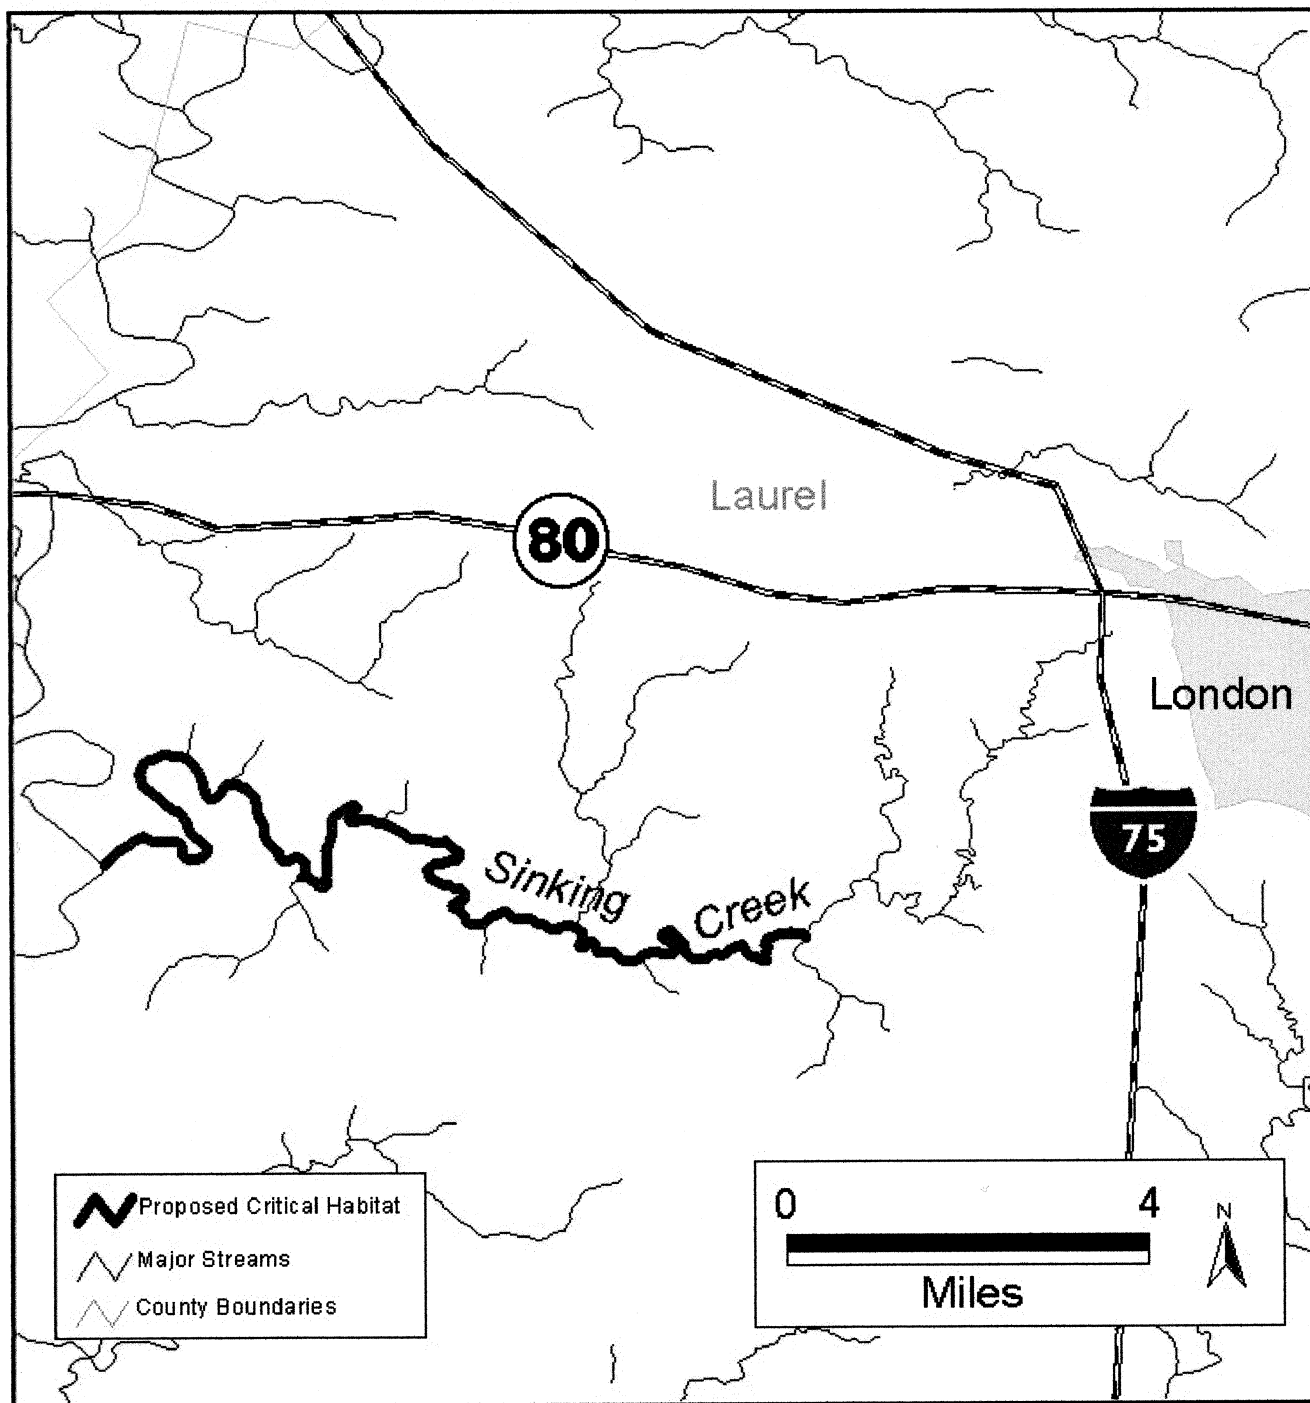 Laurel
80
London
75
Sinking Creek
Proposed Critical Habitat
Major Streams
County Boundaries
0 4
Miles
N